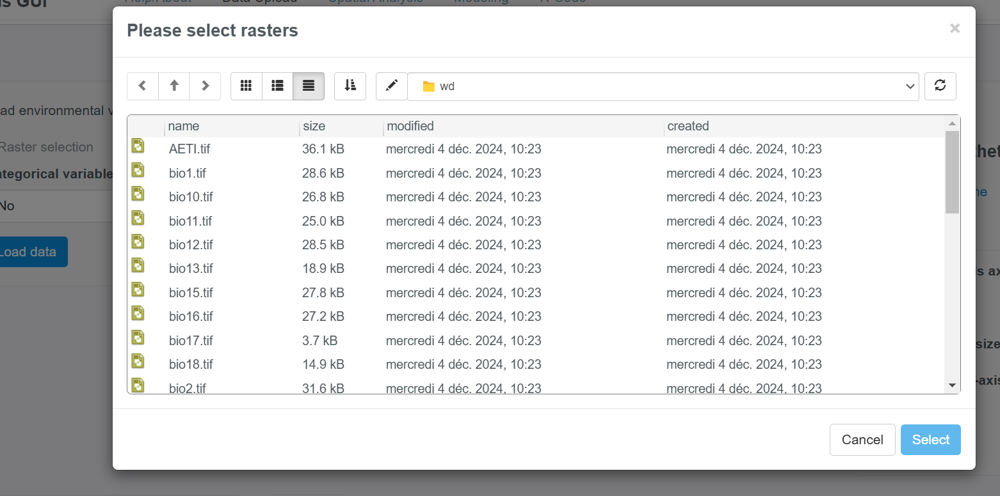 s GUI Help/About Data Upload Spatial Analysis Modeling R Code
Please select rasters
×
wd
name size modified created
AETI.tif 36.1 kB mercredi 4 déc. 2024, 10:23 mercredi 4 déc. 2024, 10:23
bio1.tif 28.6 kB mercredi 4 déc. 2024, 10:23 mercredi 4 déc. 2024, 10:23
bio10.tif 26.8 kB mercredi 4 déc. 2024, 10:23 mercredi 4 déc. 2024, 10:23
bio11.tif 25.0 kB mercredi 4 déc. 2024, 10:23 mercredi 4 déc. 2024, 10:23
bio12.tif 28.5 kB mercredi 4 déc. 2024, 10:23 mercredi 4 déc. 2024, 10:23
bio13.tif 18.9 kB mercredi 4 déc. 2024, 10:23 mercredi 4 déc. 2024, 10:23
bio15.tif 27.8 kB mercredi 4 déc. 2024, 10:23 mercredi 4 déc. 2024, 10:23
bio16.tif 27.2 kB mercredi 4 déc. 2024, 10:23 mercredi 4 déc. 2024, 10:23
bio17.tif 3.7 kB mercredi 4 déc. 2024, 10:23 mercredi 4 déc. 2024, 10:23
bio18.tif 14.9 kB mercredi 4 déc. 2024, 10:23 mercredi 4 déc. 2024, 10:23
bio2.tif 31.6 kB mercredi 4 déc. 2024, 10:23 mercredi 4 déc. 2024, 10:23
Cancel Select
ad environmental v
Raster selection
ategorical variable
No
Load data
thet
ne
ls ax
size
-axis